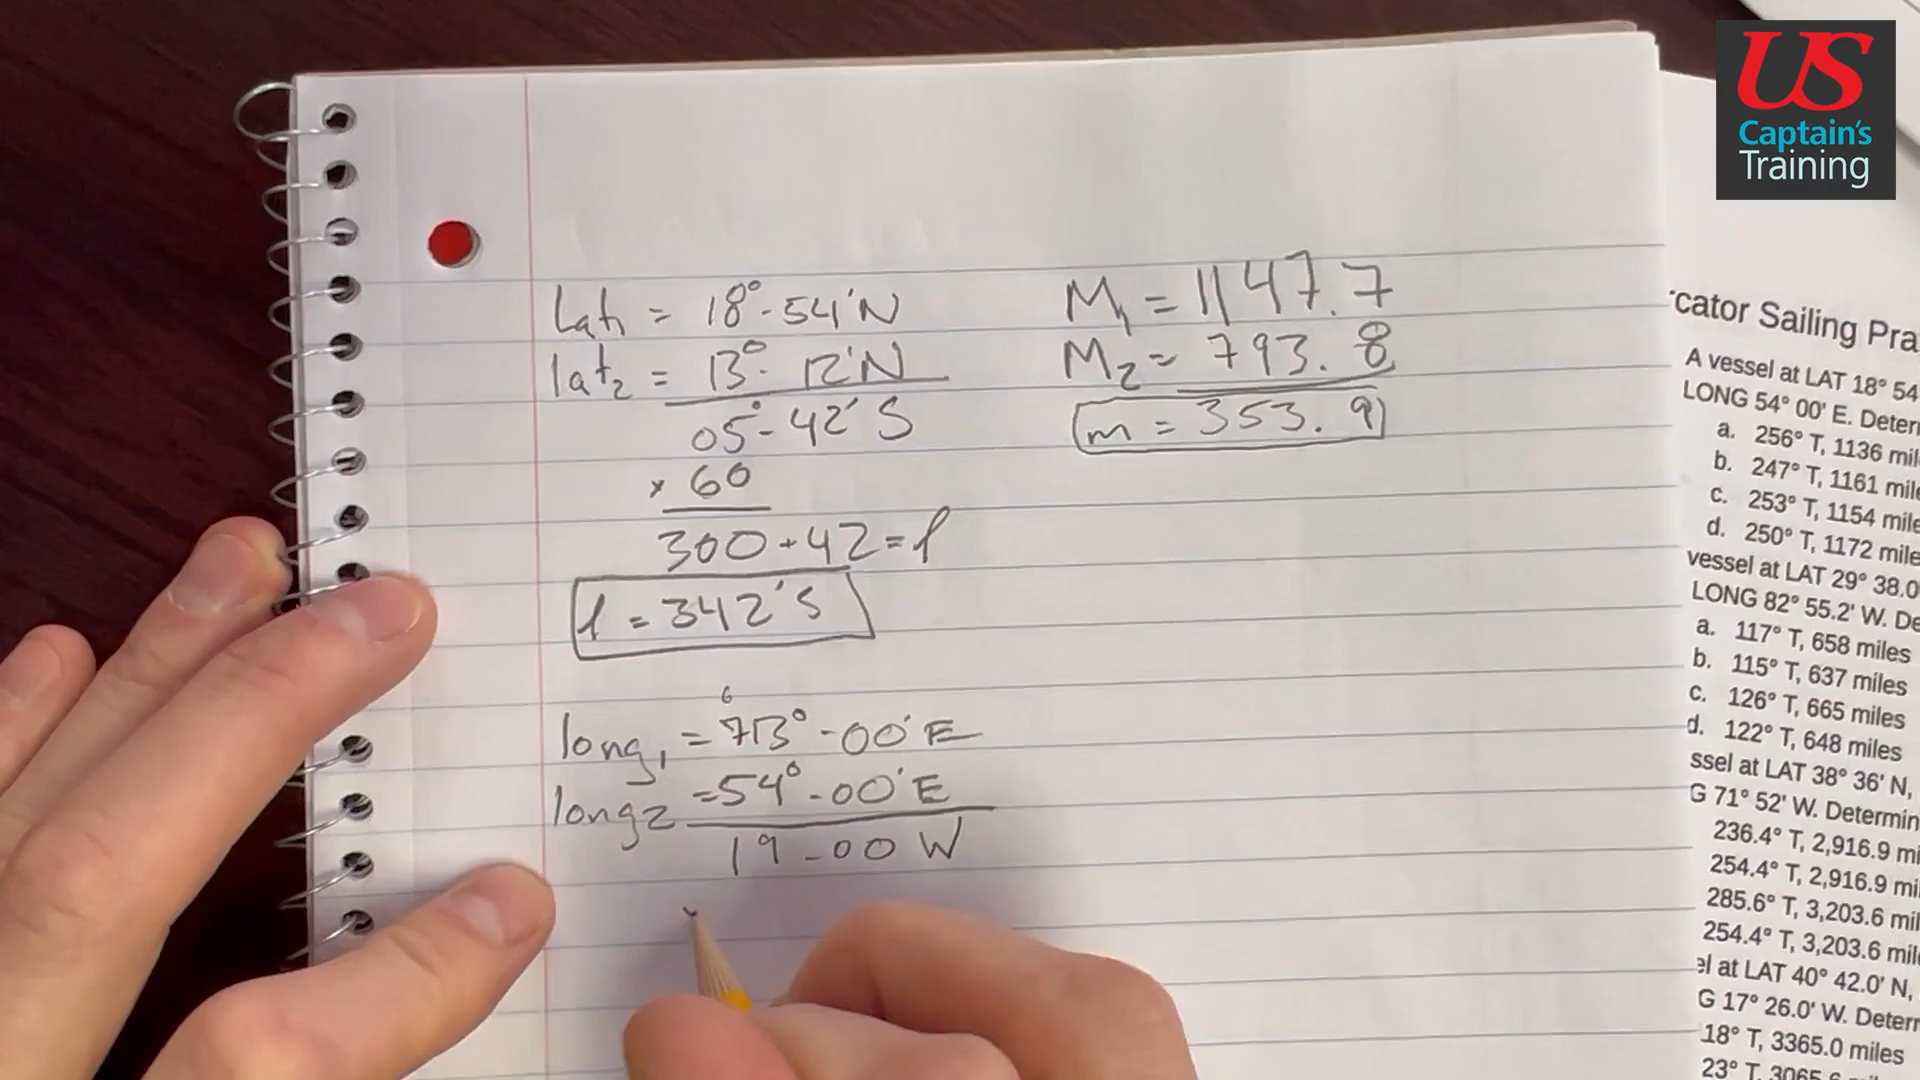 US
Captain's
Training
Lat1 = 18°-54'N
lat2 = 13°-12'N
05°-42'S
× 60
300+42=l
l = 342'S
M1 = 1147.7
M2= 793.8
m = 353.9
6
long1 =713°-00'E
long2 =54°-00'E
19-00 W
cator Sailing Pra
A vessel at LAT 18° 54
LONG 54° 00' E. Deter
a. 256° T, 1136 mil
b. 247° T, 1161 mile
c. 253° T, 1154 mile
d. 250° T, 1172 mile
vessel at LAT 29° 38.0
LONG 82° 55.2' W. De
a. 117° T, 658 miles
b. 115° T, 637 miles
c. 126° T, 665 miles
d. 122° T, 648 miles
ssel at LAT 38° 36' N,
G 71° 52' W. Determin
236.4° T, 2,916.9 mi
254.4° T, 2,916.9 mi
285.6° T, 3,203.6 mil
254.4° T, 3,203.6 mil
el at LAT 40° 42.0' N,
G 17° 26.0' W. Deterr
18° T, 3365.0 miles
23° T, 3065.6